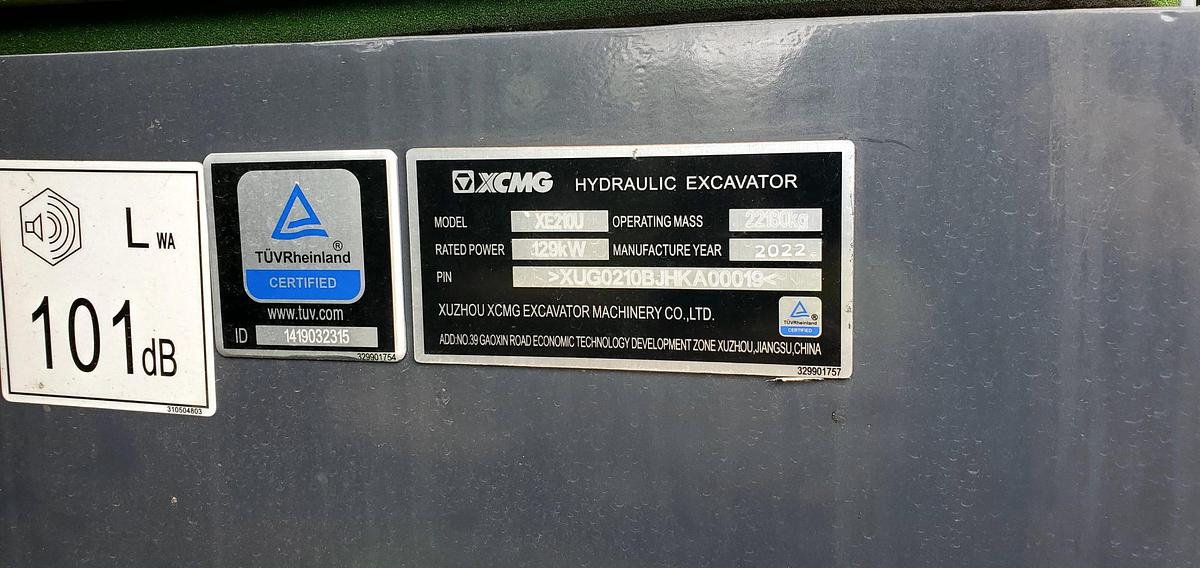 L WA
101dB
310504803
TÜVRheinland®
CERTIFIED
www.tuv.com
ID 1419032315
329901754
XCMG HYDRAULIC EXCAVATOR
MODEL XE210U OPERATING MASS
RATED POWER 129kW MANUFACTURE YEAR 2022
PIN >XUG0210BJHKA00019<
XUZHOU XCMG EXCAVATOR MACHINERY CO.,LTD.
TÜVRheinland®
CERTIFIED
ADD:NO.39 GAOXIN ROAD ECONOMIC TECHNOLOGY DEVELOPMENT ZONE XUZHOU,JIANGSU,CHINA
329901757